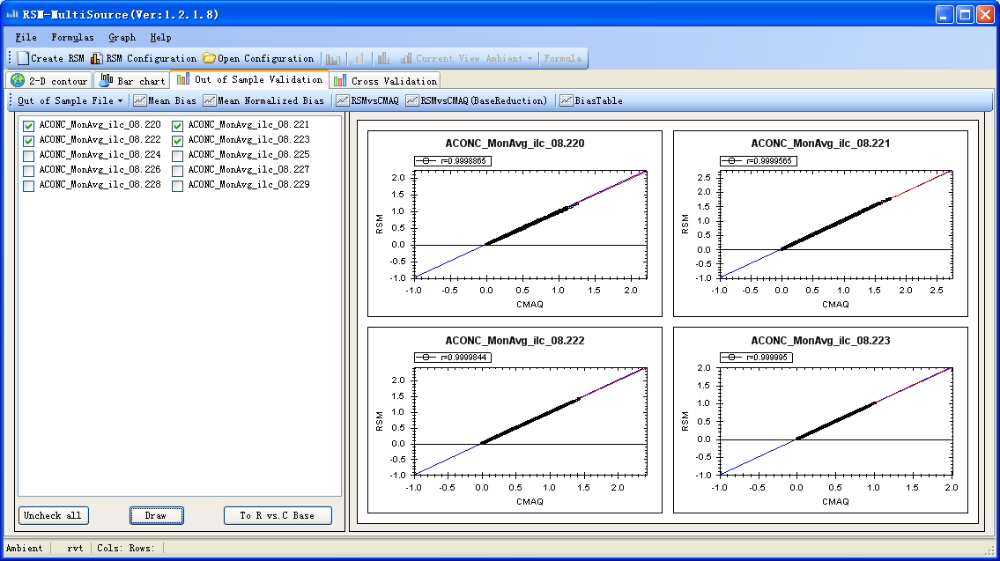 RSM-MultiSource(Ver:1.2.1.8)
File Formulas Graph Help
Create RSM RSM Configuration Open Configuration Current View Ambient Formula
2-D contour Bar chart Out of Sample Validation Cross Validation
Out of Sample File Mean Bias Mean Normalized Bias RSMvsCMAQ RSMvsCMAQ(BaseReduction) BiasTable
ACONC_MonAvg_ilc_08.220 ACONC_MonAvg_ilc_08.221
ACONC_MonAvg_ilc_08.222 ACONC_MonAvg_ilc_08.223
ACONC_MonAvg_ilc_08.224 ACONC_MonAvg_ilc_08.225
ACONC_MonAvg_ilc_08.226 ACONC_MonAvg_ilc_08.227
ACONC_MonAvg_ilc_08.228 ACONC_MonAvg_ilc_08.229
Uncheck all Draw To R vs.C Base
ACONC_MonAvg_ilc_08.220
r=0.9998865
2.0
1.5
1.0
0.5
0.0
-0.5
-1.0
RSM
-1.0 -0.5 0.0 0.5 1.0 1.5 2.0
CMAQ
ACONC_MonAvg_ilc_08.221
r=0.9999565
2.5
2.0
1.5
1.0
0.5
0.0
-0.5
-1.0
RSM
-1.0 -0.5 0.0 0.5 1.0 1.5 2.0 2.5
CMAQ
ACONC_MonAvg_ilc_08.222
r=0.9999844
2.0
1.5
1.0
0.5
0.0
-0.5
-1.0
RSM
-1.0 -0.5 0.0 0.5 1.0 1.5 2.0
CMAQ
ACONC_MonAvg_ilc_08.223
r=0.999995
2.0
1.5
1.0
0.5
0.0
-0.5
-1.0
RSM
-1.0 -0.5 0.0 0.5 1.0 1.5 2.0
CMAQ
Ambient rvt Cols: Rows: